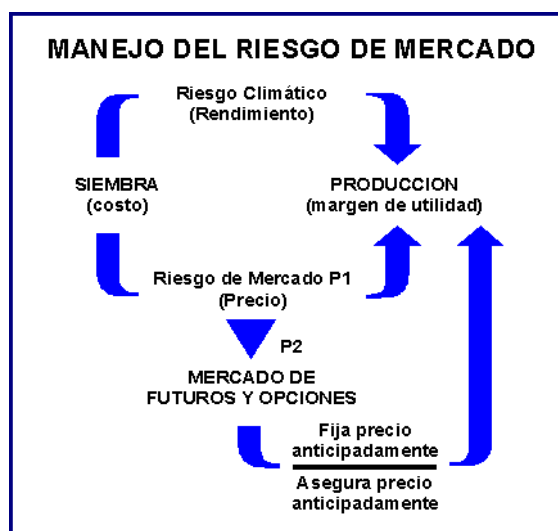 MANEJO DEL RIESGO DE MERCADO
Riesgo Climático
(Rendimiento)
SIEMBRA
(costo)
PRODUCCION
(margen de utilidad)
Riesgo de Mercado P1
(Precio)
P2
MERCADO DE
FUTUROS Y OPCIONES
Fija precio
anticipadamente
Asegura precio
anticipadamente